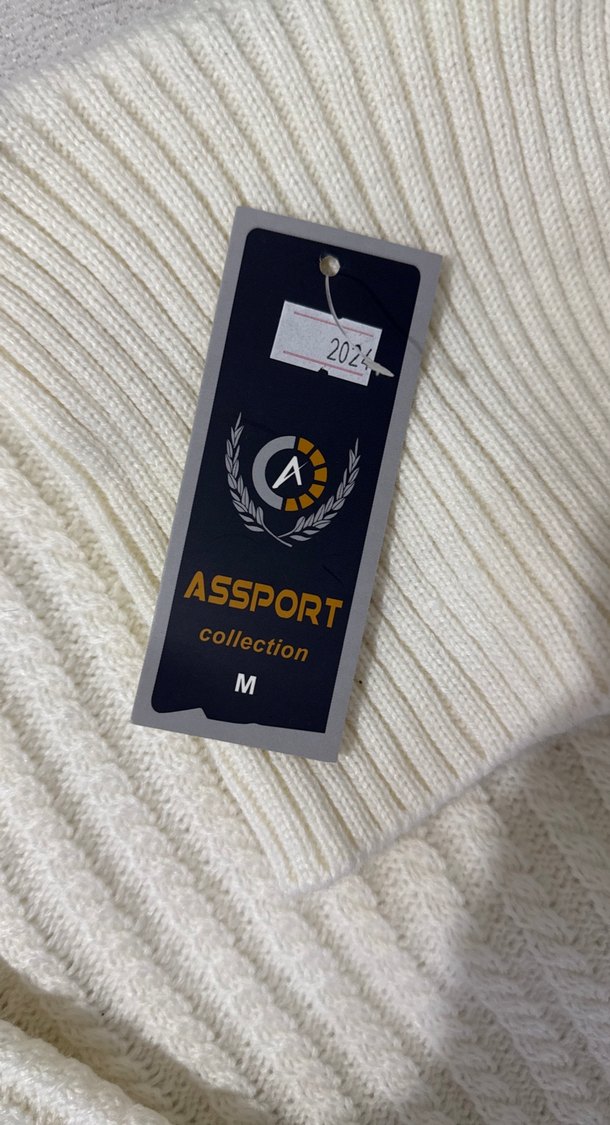 2024
A
ASSPORT
collection
M